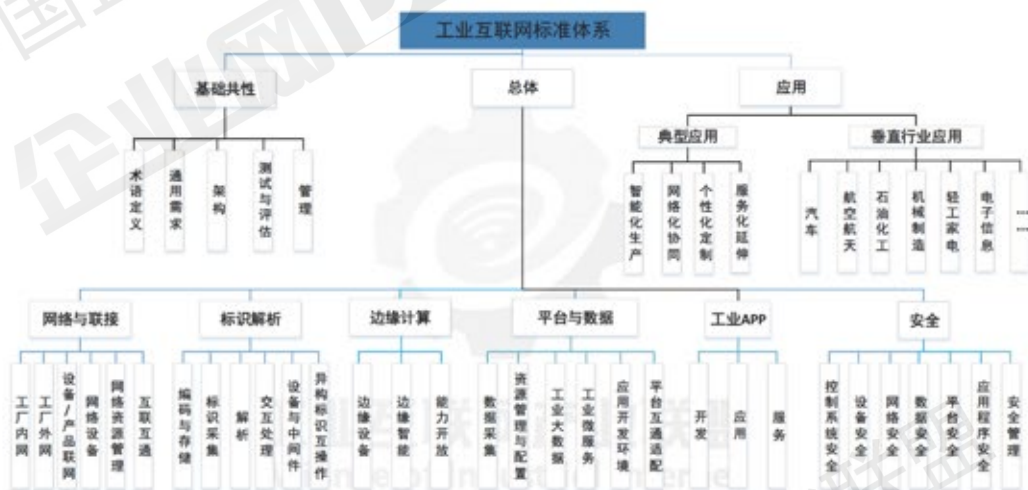 工业互联网标准体系
基础共性
总体
应用
典型应用
垂直行业应用
术语定义
通用需求
架构
测试与评估
管理
智能化生产
网络化协同
个性化定制
服务化延伸
汽车
航空航天
石油化工
机械制造
轻工家电
电子信息
……
网络与联接
标识解析
边缘计算
平台与数据
工业APP
安全
工厂内网
工厂外网
设备/产品联网
网络设备
网络资源管理
互联互通
编码与存储
标识采集
解析
交互处理
设备与中间件
异构标识互操作
边缘设备
边缘智能
能力开放
数据采集
资源管理与配置
工业大数据
工业微服务
应用开发环境
平台互通适配
开发
应用
服务
控制系统安全
设备安全
网络安全
数据安全
平台安全
应用程序安全
安全管理